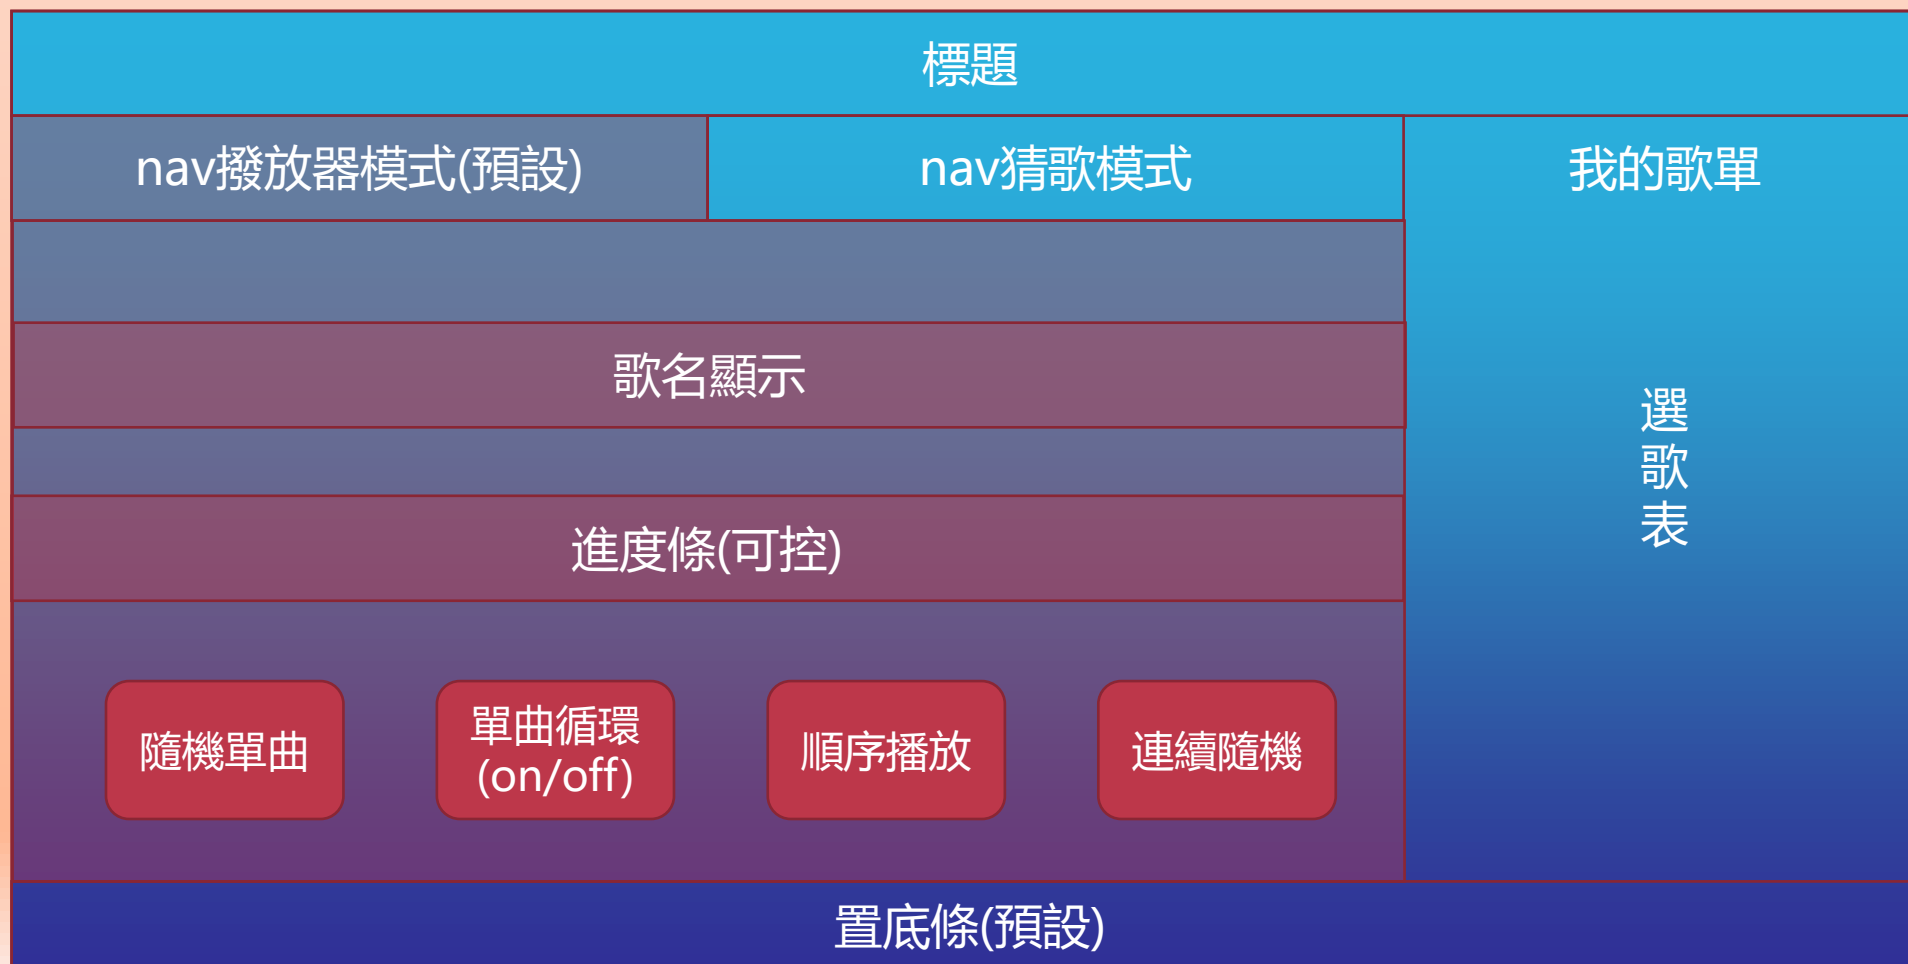 標題
nav撥放器模式(預設)
nav猜歌模式
我的歌單
歌名顯示
進度條(可控)
選
歌
表
隨機單曲
單曲循環
(on/off)
順序播放
連續隨機
置底條(預設)